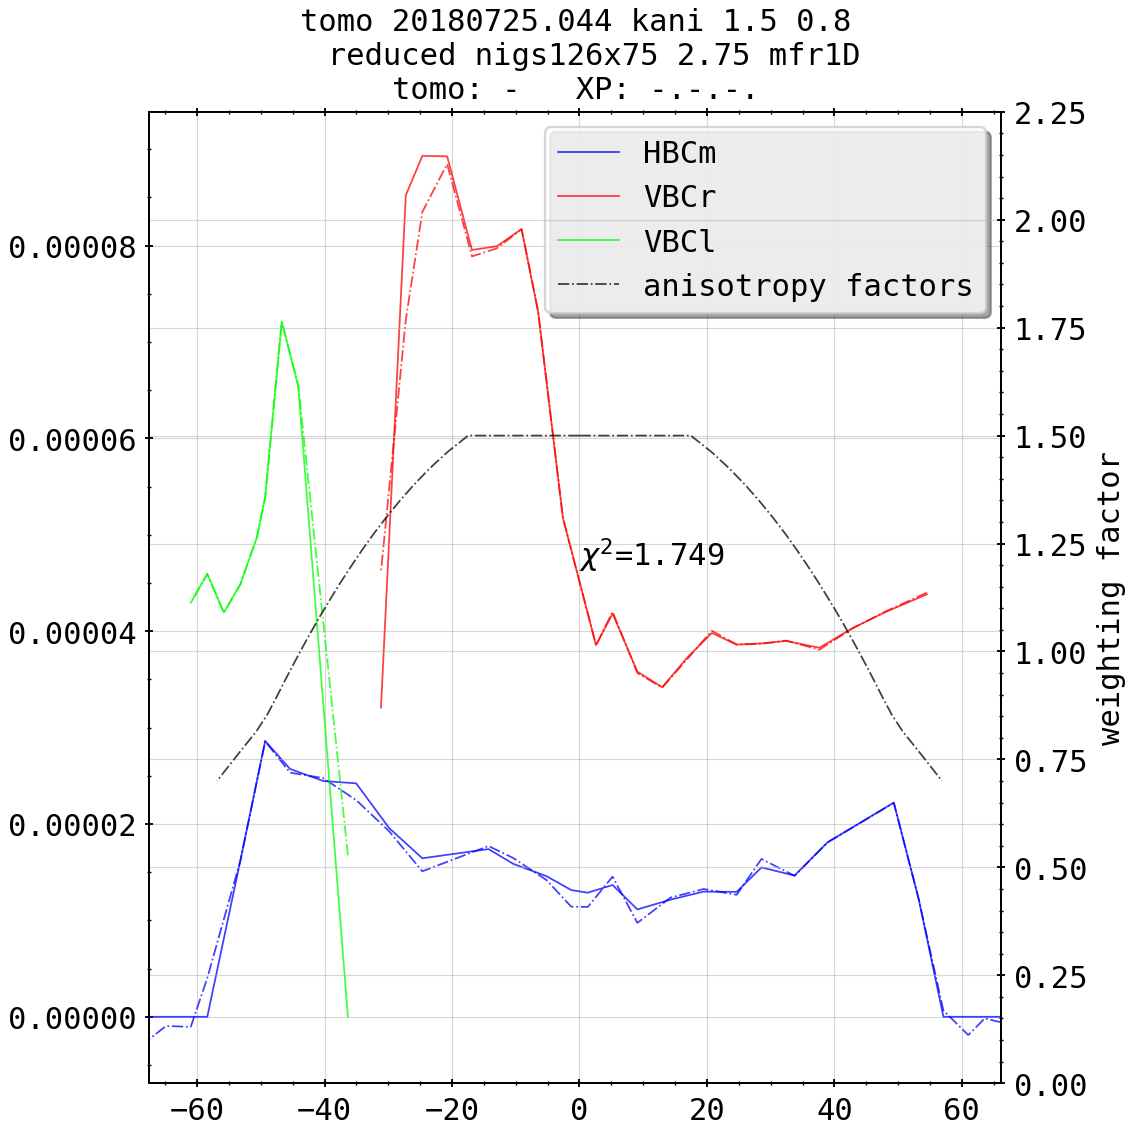 tomo 20180725.044 kani 1.5 0.8
reduced nigs126x75 2.75 mfr1D
tomo: -   XP: -.-.-.
HBCm
VBCr
VBCl
anisotropy factors
χ²=1.749
0.00008
0.00006
0.00004
0.00002
0.00000
2.25
2.00
1.75
1.50
1.25
1.00
0.75
0.50
0.25
0.00
weighting factor
−60 −40 −20 0 20 40 60